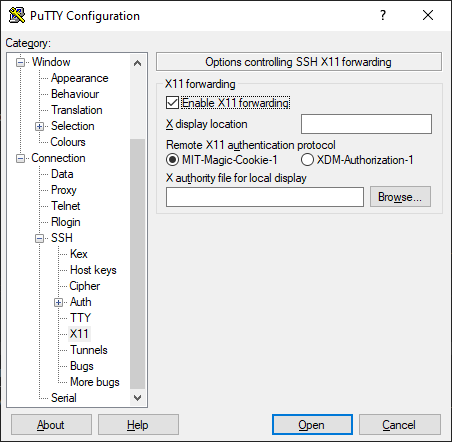 PuTTY Configuration
Category:
Window
Appearance
Behaviour
Translation
Selection
Colours
Connection
Data
Proxy
Telnet
Rlogin
SSH
Kex
Host keys
Cipher
Auth
TTY
X11
Tunnels
Bugs
More bugs
Serial
Options controlling SSH X11 forwarding
X11 forwarding
Enable X11 forwarding
X display location
Remote X11 authentication protocol
MIT-Magic-Cookie-1 XDM-Authorization-1
X authority file for local display
Browse...
About Help Open Cancel